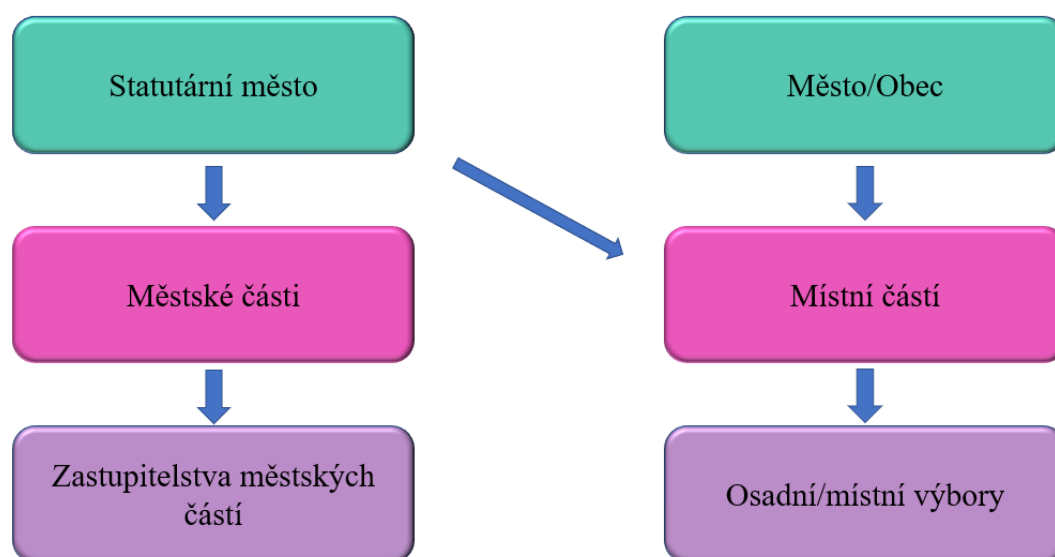 Statutární město
Město/Obec
Městské části
Místní částí
Zastupitelstva městských
částí
Osadní/místní výbory